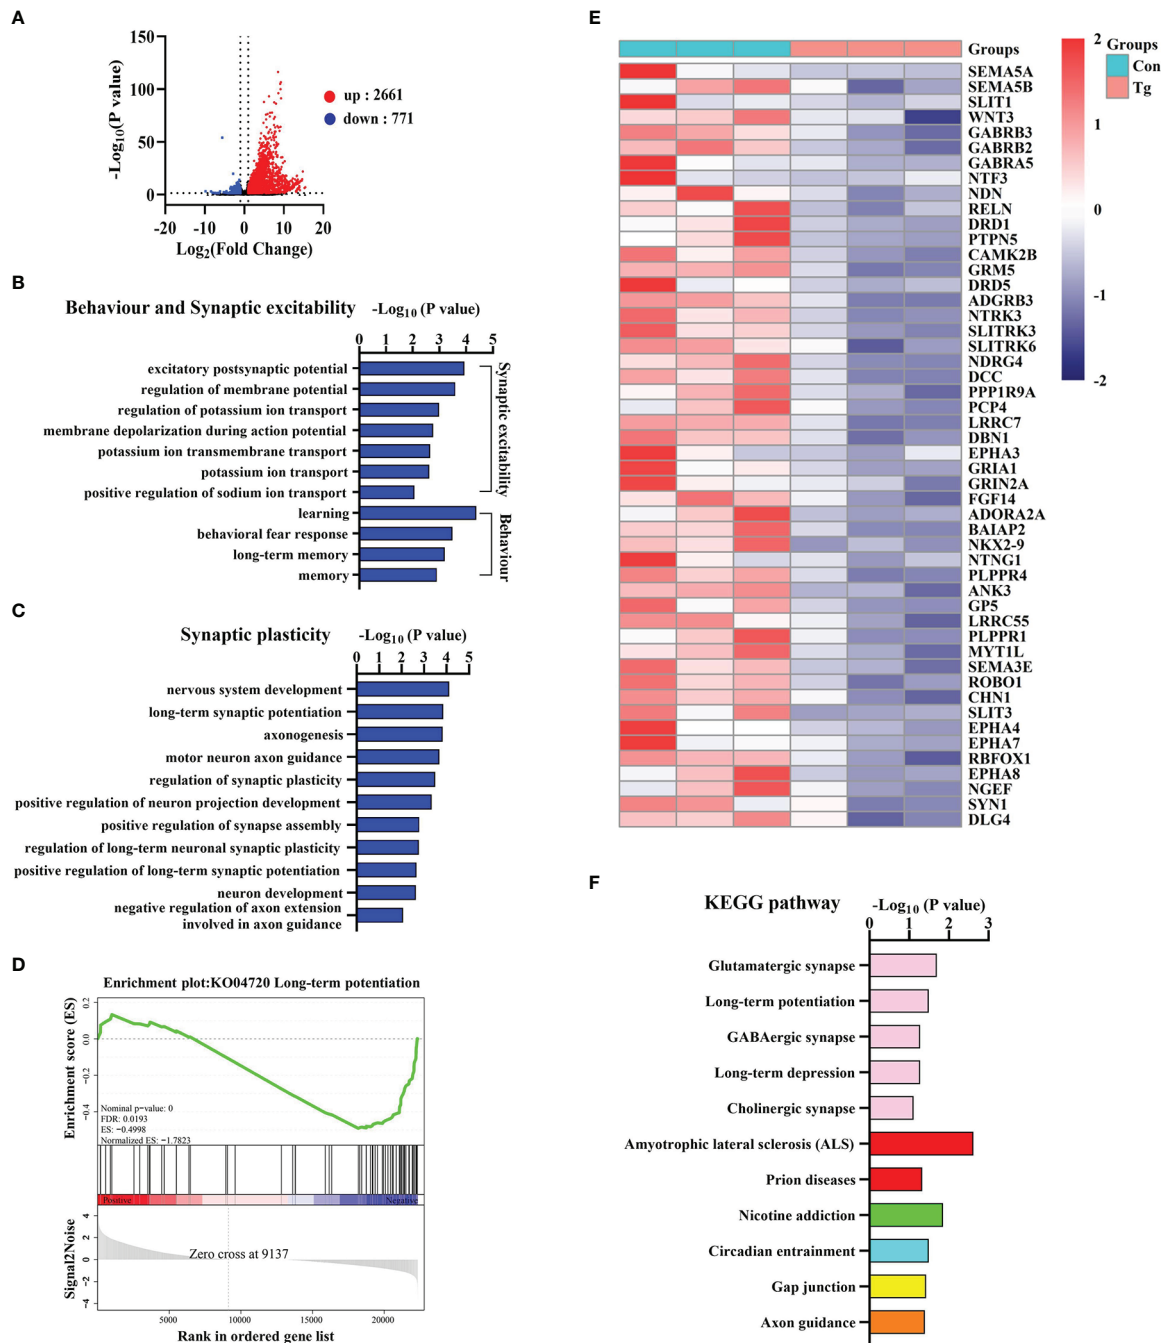 A
150
100
50
0
-Log10(P value)
-20
-10
0
10
20
Log2(Fold Change)
up : 2661
down : 771
B
Behaviour and Synaptic excitability
-Log10 (P value)
0 1 2 3 4 5
excitatory postsynaptic potential
regulation of membrane potential
regulation of potassium ion transport
membrane depolarization during action potential
potassium ion transmembrane transport
potassium ion transport
positive regulation of sodium ion transport
learning
behavioral fear response
long-term memory
memory
Synaptic excitability
Behaviour
C
Synaptic plasticity
-Log10 (P value)
0 1 2 3 4 5
nervous system development
long-term synaptic potentiation
axonogenesis
motor neuron axon guidance
regulation of synaptic plasticity
positive regulation of neuron projection development
positive regulation of synapse assembly
regulation of long-term neuronal synaptic plasticity
positive regulation of long-term synaptic potentiation
neuron development
negative regulation of axon extension
involved in axon guidance
D
Enrichment plot:KO04720 Long-term potentiation
Enrichment score (ES)
0.2
0.0
−0.2
−0.4
Nominal p−value: 0
FDR: 0.0193
ES: −0.4998
Normalized ES: −1.7823
Positive
Negative
Signal2Noise
4
2
0
−2
−4
Zero cross at 9137
5000
10000
15000
20000
Rank in ordered gene list
E
Groups
SEMA5A
SEMA5B
SLIT1
WNT3
GABRB3
GABRB2
GABRA5
NTF3
NDN
RELN
DRD1
PTPN5
CAMK2B
GRM5
DRD5
ADGRB3
NTRK3
SLITRK3
SLITRK6
NDRG4
DCC
PPP1R9A
PCP4
LRRC7
DBN1
EPHA3
GRIA1
GRIN2A
FGF14
ADORA2A
BAIAP2
NKX2-9
NTNG1
PLPPR4
ANK3
GP5
LRRC55
PLPPR1
MYT1L
SEMA3E
ROBO1
CHN1
SLIT3
EPHA4
EPHA7
RBFOX1
EPHA8
NGEF
SYN1
DLG4
2
1
0
-1
-2
Groups
Con
Tg
F
KEGG pathway
-Log10 (P value)
0 1 2 3
Glutamatergic synapse
Long-term potentiation
GABAergic synapse
Long-term depression
Cholinergic synapse
Amyotrophic lateral sclerosis (ALS)
Prion diseases
Nicotine addiction
Circadian entrainment
Gap junction
Axon guidance